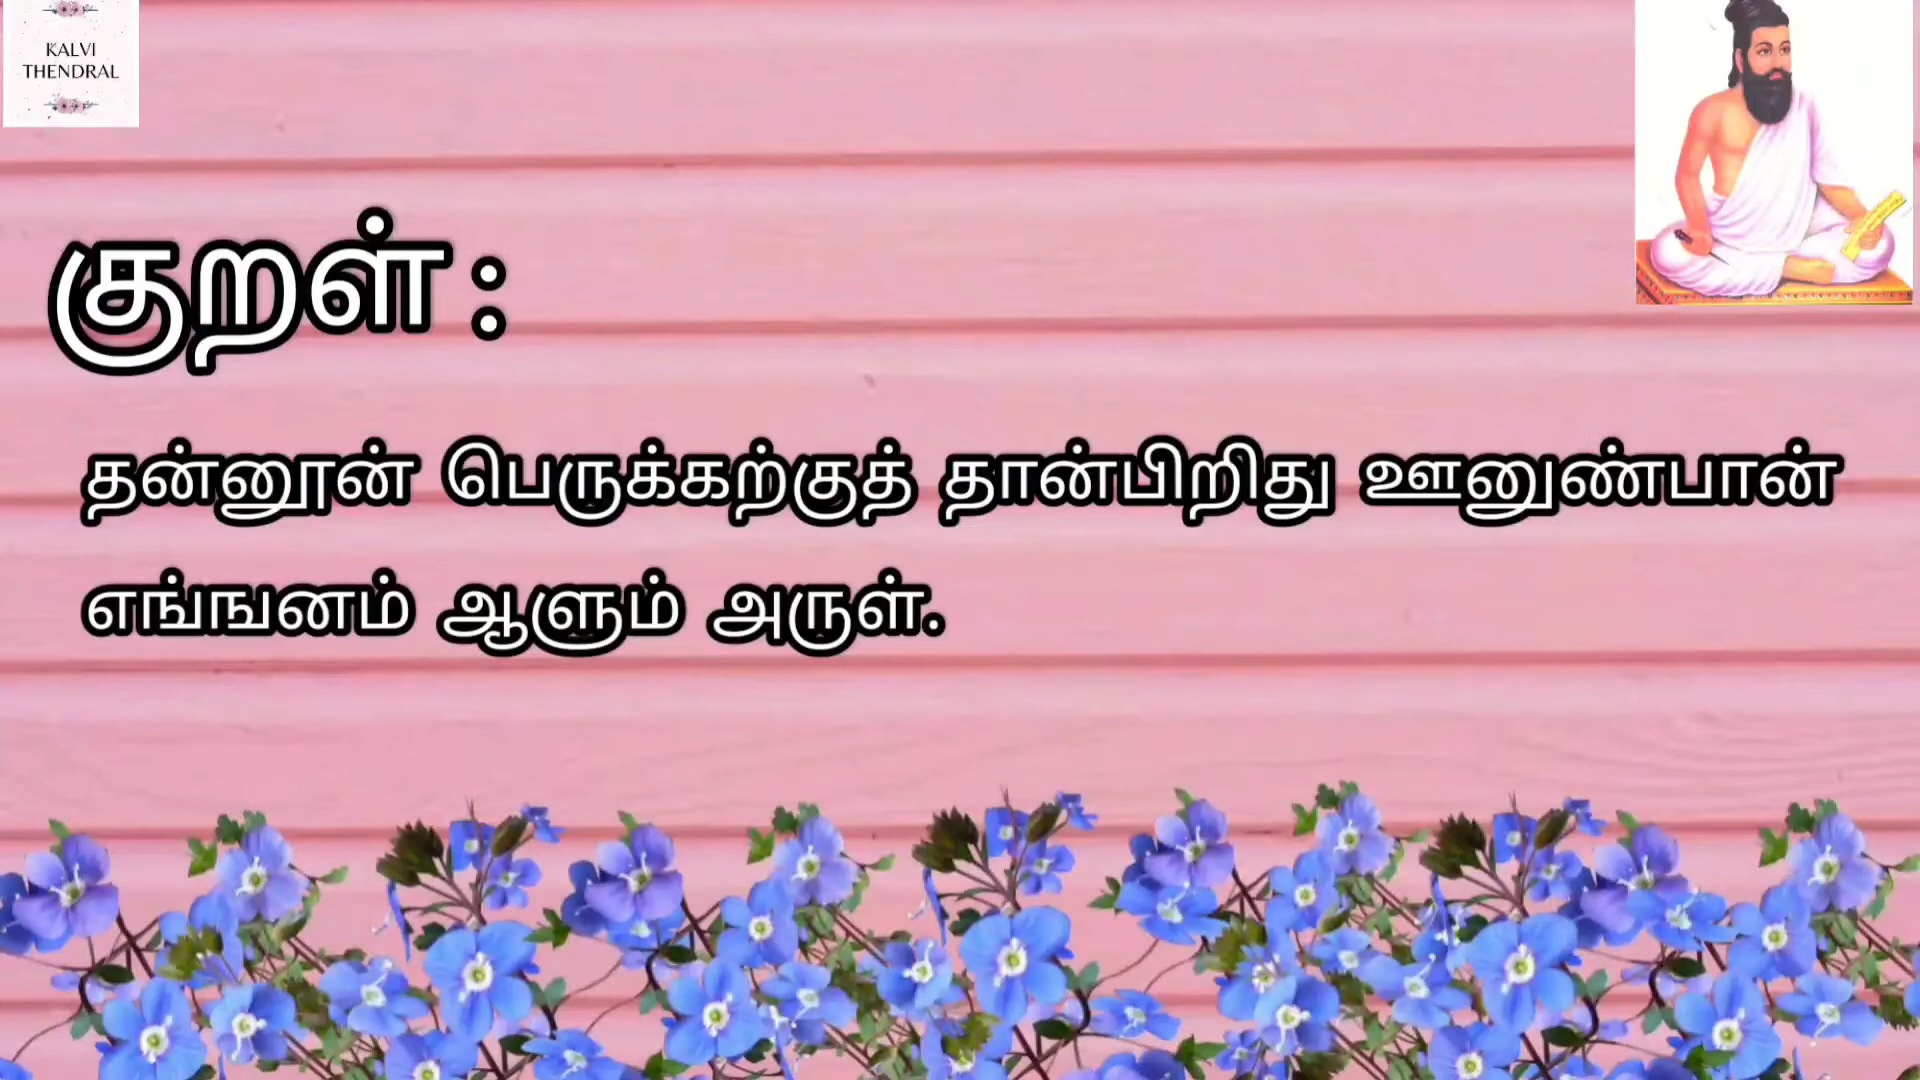 KALVI
THENDRAL
குறள் :
தன்னூன் பெருக்கற்குத் தான்பிறிது ஊனுண்பான்
எங்ஙனம் ஆளும் அருள்.